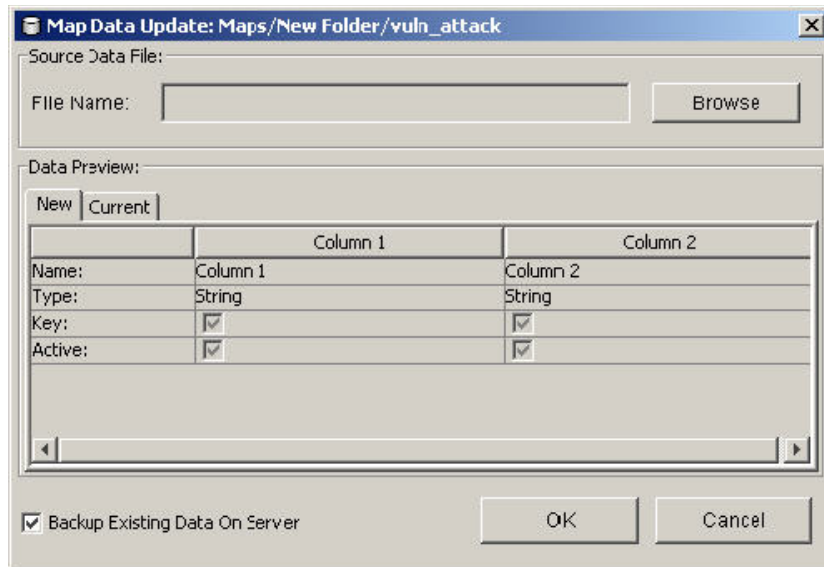 Map Data Update: Maps/New Folder/vuln_attack
Source Data File:
File Name:
Browse
Data Preview:
New Current
Column 1 Column 2
Name: Column 1 Column 2
Type: String String
Key:
Active:
Backup Existing Data On Server
OK Cancel